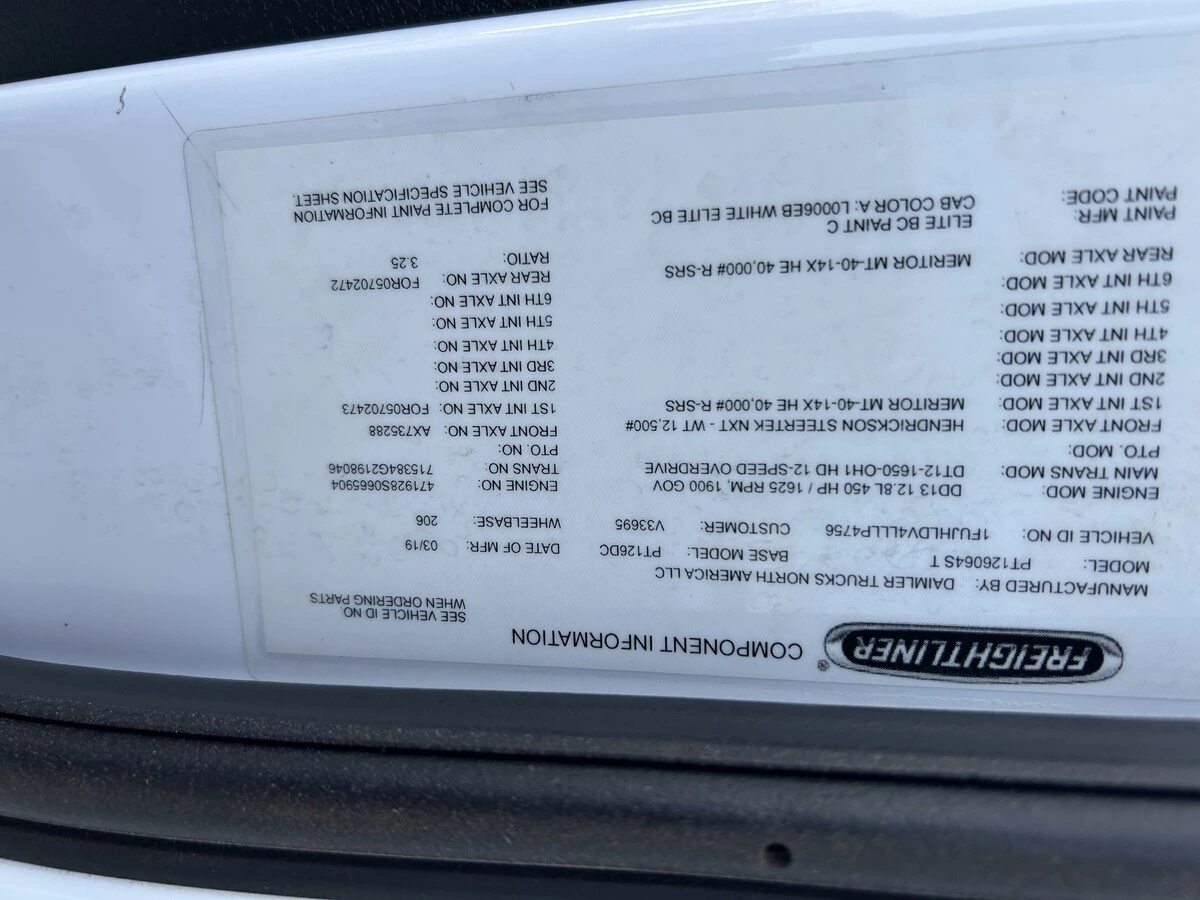 FREIGHTLINER® COMPONENT INFORMATION
SEE VEHICLE ID NO.
WHEN ORDERING PARTS
MANUFACTURED BY: DAIMLER TRUCKS NORTH AMERICA LLC
MODEL: PT126064S T BASE MODEL: PT126DC DATE OF MFR: 03/19
VEHICLE ID NO: 1FUJHLDV4LLLP4756 CUSTOMER: V33695 WHEELBASE: 206
ENGINE MOD: DD13 12.8L 450 HP / 1625 RPM, 1900 GOV ENGINE NO: 471928S0665904
MAIN TRANS MOD: DT12-1650-OH1 HD 12-SPEED OVERDRIVE TRANS NO: 715384G2198046
PTO. MOD: PTO. NO:
FRONT AXLE MOD: HENDRICKSON STEERTEK NXT - WT 12,500# FRONT AXLE NO: AX735288
1ST INT AXLE MOD: MERITOR MT-40-14X HE 40,000# R-SRS 1ST INT AXLE NO: FOR05702473
2ND INT AXLE MOD: 2ND INT AXLE NO:
3RD INT AXLE MOD: 3RD INT AXLE NO:
4TH INT AXLE MOD: 4TH INT AXLE NO:
5TH INT AXLE MOD: 5TH INT AXLE NO:
6TH INT AXLE MOD: 6TH INT AXLE NO:
REAR AXLE MOD: MERITOR MT-40-14X HE 40,000# R-SRS REAR AXLE NO: FOR05702472
RATIO: 3.25
PAINT MFR: ELITE BC PAINT C FOR COMPLETE PAINT INFORMATION
PAINT CODE: CAB COLOR A: L0006EB WHITE ELITE BC SEE VEHICLE SPECIFICATION SHEET.